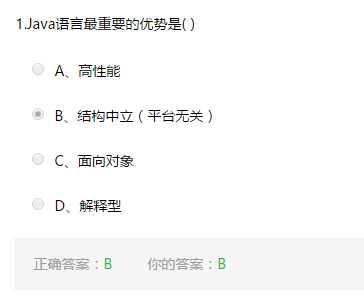 1.Java语言最重要的优势是( )
A、高性能
B、结构中立（平台无关）
C、面向对象
D、解释型
正确答案：B 你的答案：B